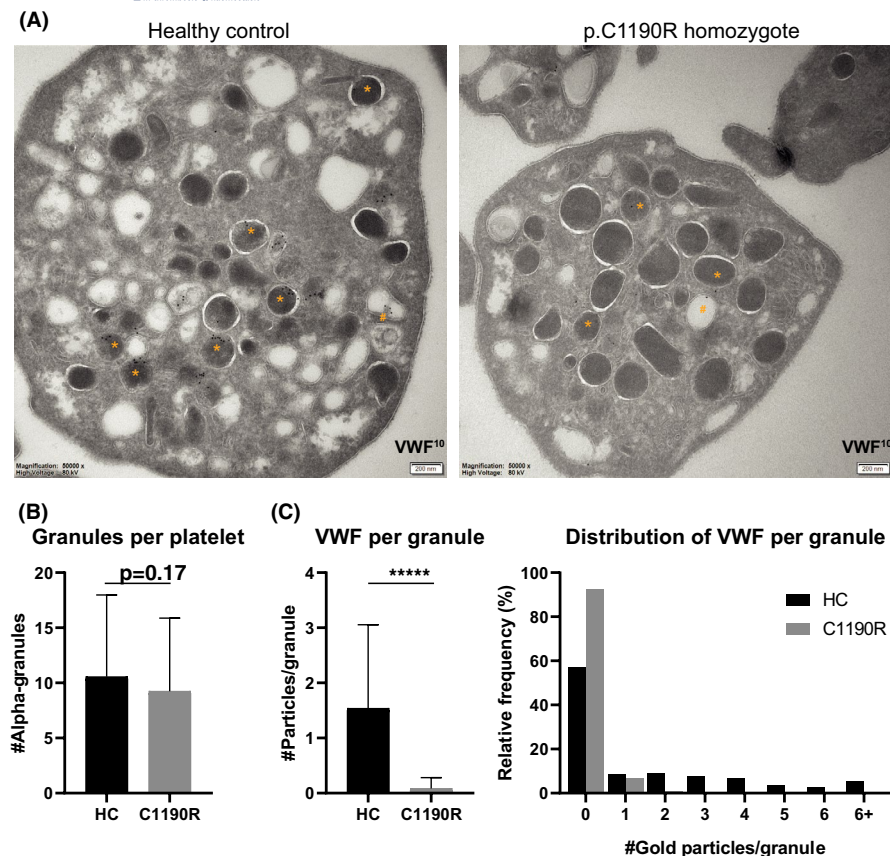 (A)
Healthy control
p.C1190R homozygote
*
*
*
#
*
*
*
*
*
#
*
VWF10
Magnification: 50000 x
High Voltage: 80 kV
200 nm
VWF10
Magnification: 50000 x
High Voltage: 80 kV
200 nm
(B)
Granules per platelet
#Alpha-granules
20
15
10
5
0
p=0.17
HC C1190R
(C)
VWF per granule
#Particles/granule
4
3
2
1
0
*****
HC C1190R
Distribution of VWF per granule
Relative frequency (%)
100
80
60
40
20
0
HC
C1190R
0 1 2 3 4 5 6 6+
#Gold particles/granule